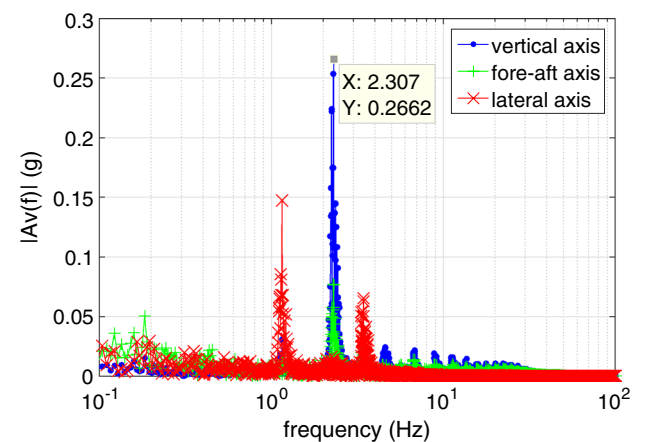 0.3
0.25
0.2
0.15
0.1
0.05
0
|Av(f)| (g)
X: 2.307
Y: 0.2662
vertical axis
fore-aft axis
lateral axis
10⁻¹ 10⁰ 10¹ 10²
frequency (Hz)